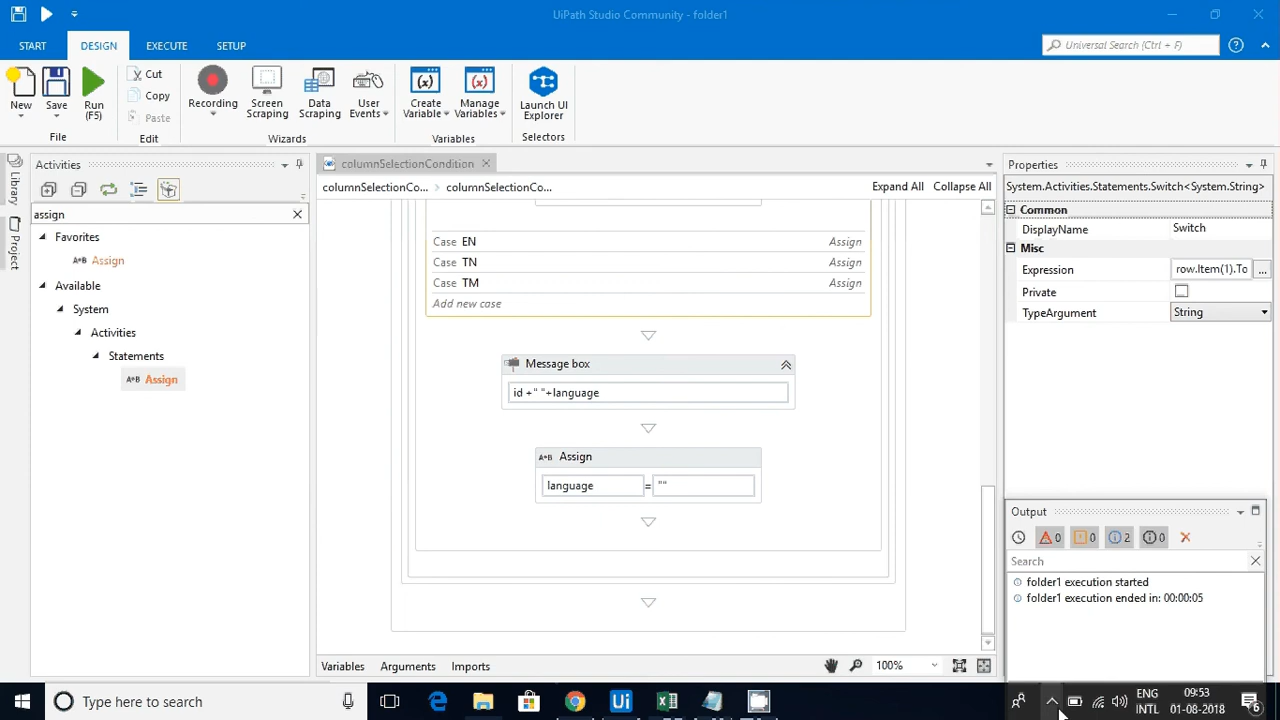 UiPath Studio Community - folder1
START
DESIGN
EXECUTE
SETUP
Universal Search (Ctrl + F)
New
Save
Run
(F5)
Cut
Copy
Paste
Recording
Screen
Scraping
Data
Scraping
User
Events
Create
Variable
Manage
Variables
Launch UI
Explorer
File
Edit
Wizards
Variables
Selectors
Library
Project
Activities
assign
Favorites
A+B Assign
Available
System
Activities
Statements
A+B Assign
columnSelectionCondition
columnSelectionCo...
columnSelectionCo...
Expand All
Collapse All
Case EN Assign
Case TN Assign
Case TM Assign
Add new case
Message box
id +" "+language
A+B Assign
language = ""
Variables
Arguments
Imports
100%
Properties
System.Activities.Statements.Switch<System.String>
Common
DisplayName Switch
Misc
Expression row.Item(1).To ...
Private
TypeArgument String
Output
0
0
2
0
Search
folder1 execution started
folder1 execution ended in: 00:00:05
Type here to search
Ui
ENG
INTL
09:53
01-08-2018
6